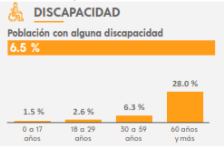 DISCAPACIDAD
Población con alguna discapacidad
6.5 %
1.5 %
2.6 %
6.3 %
28.0 %
0 a 17 años
18 a 29 años
30 a 59 años
60 años y más